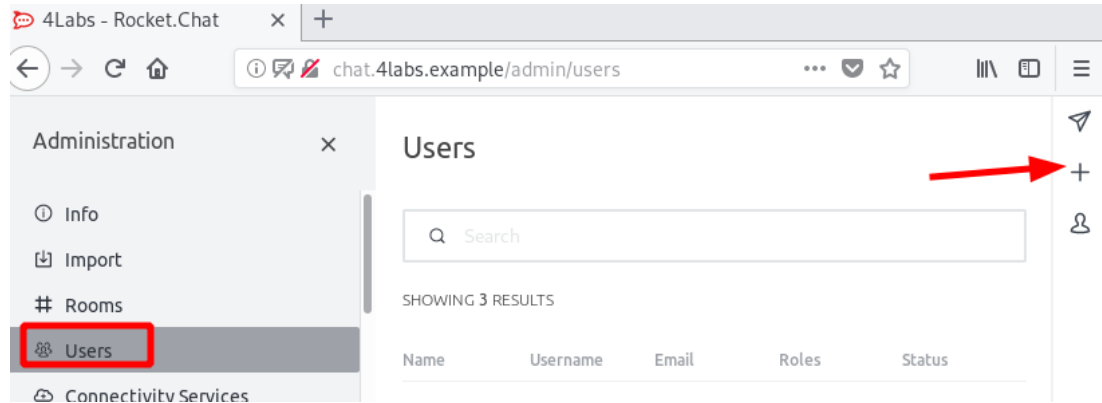 4Labs - Rocket.Chat
chat.4labs.example/admin/users
Administration
Info
Import
Rooms
Users
Connectivity Services
Users
Search
SHOWING 3 RESULTS
Name Username Email Roles Status